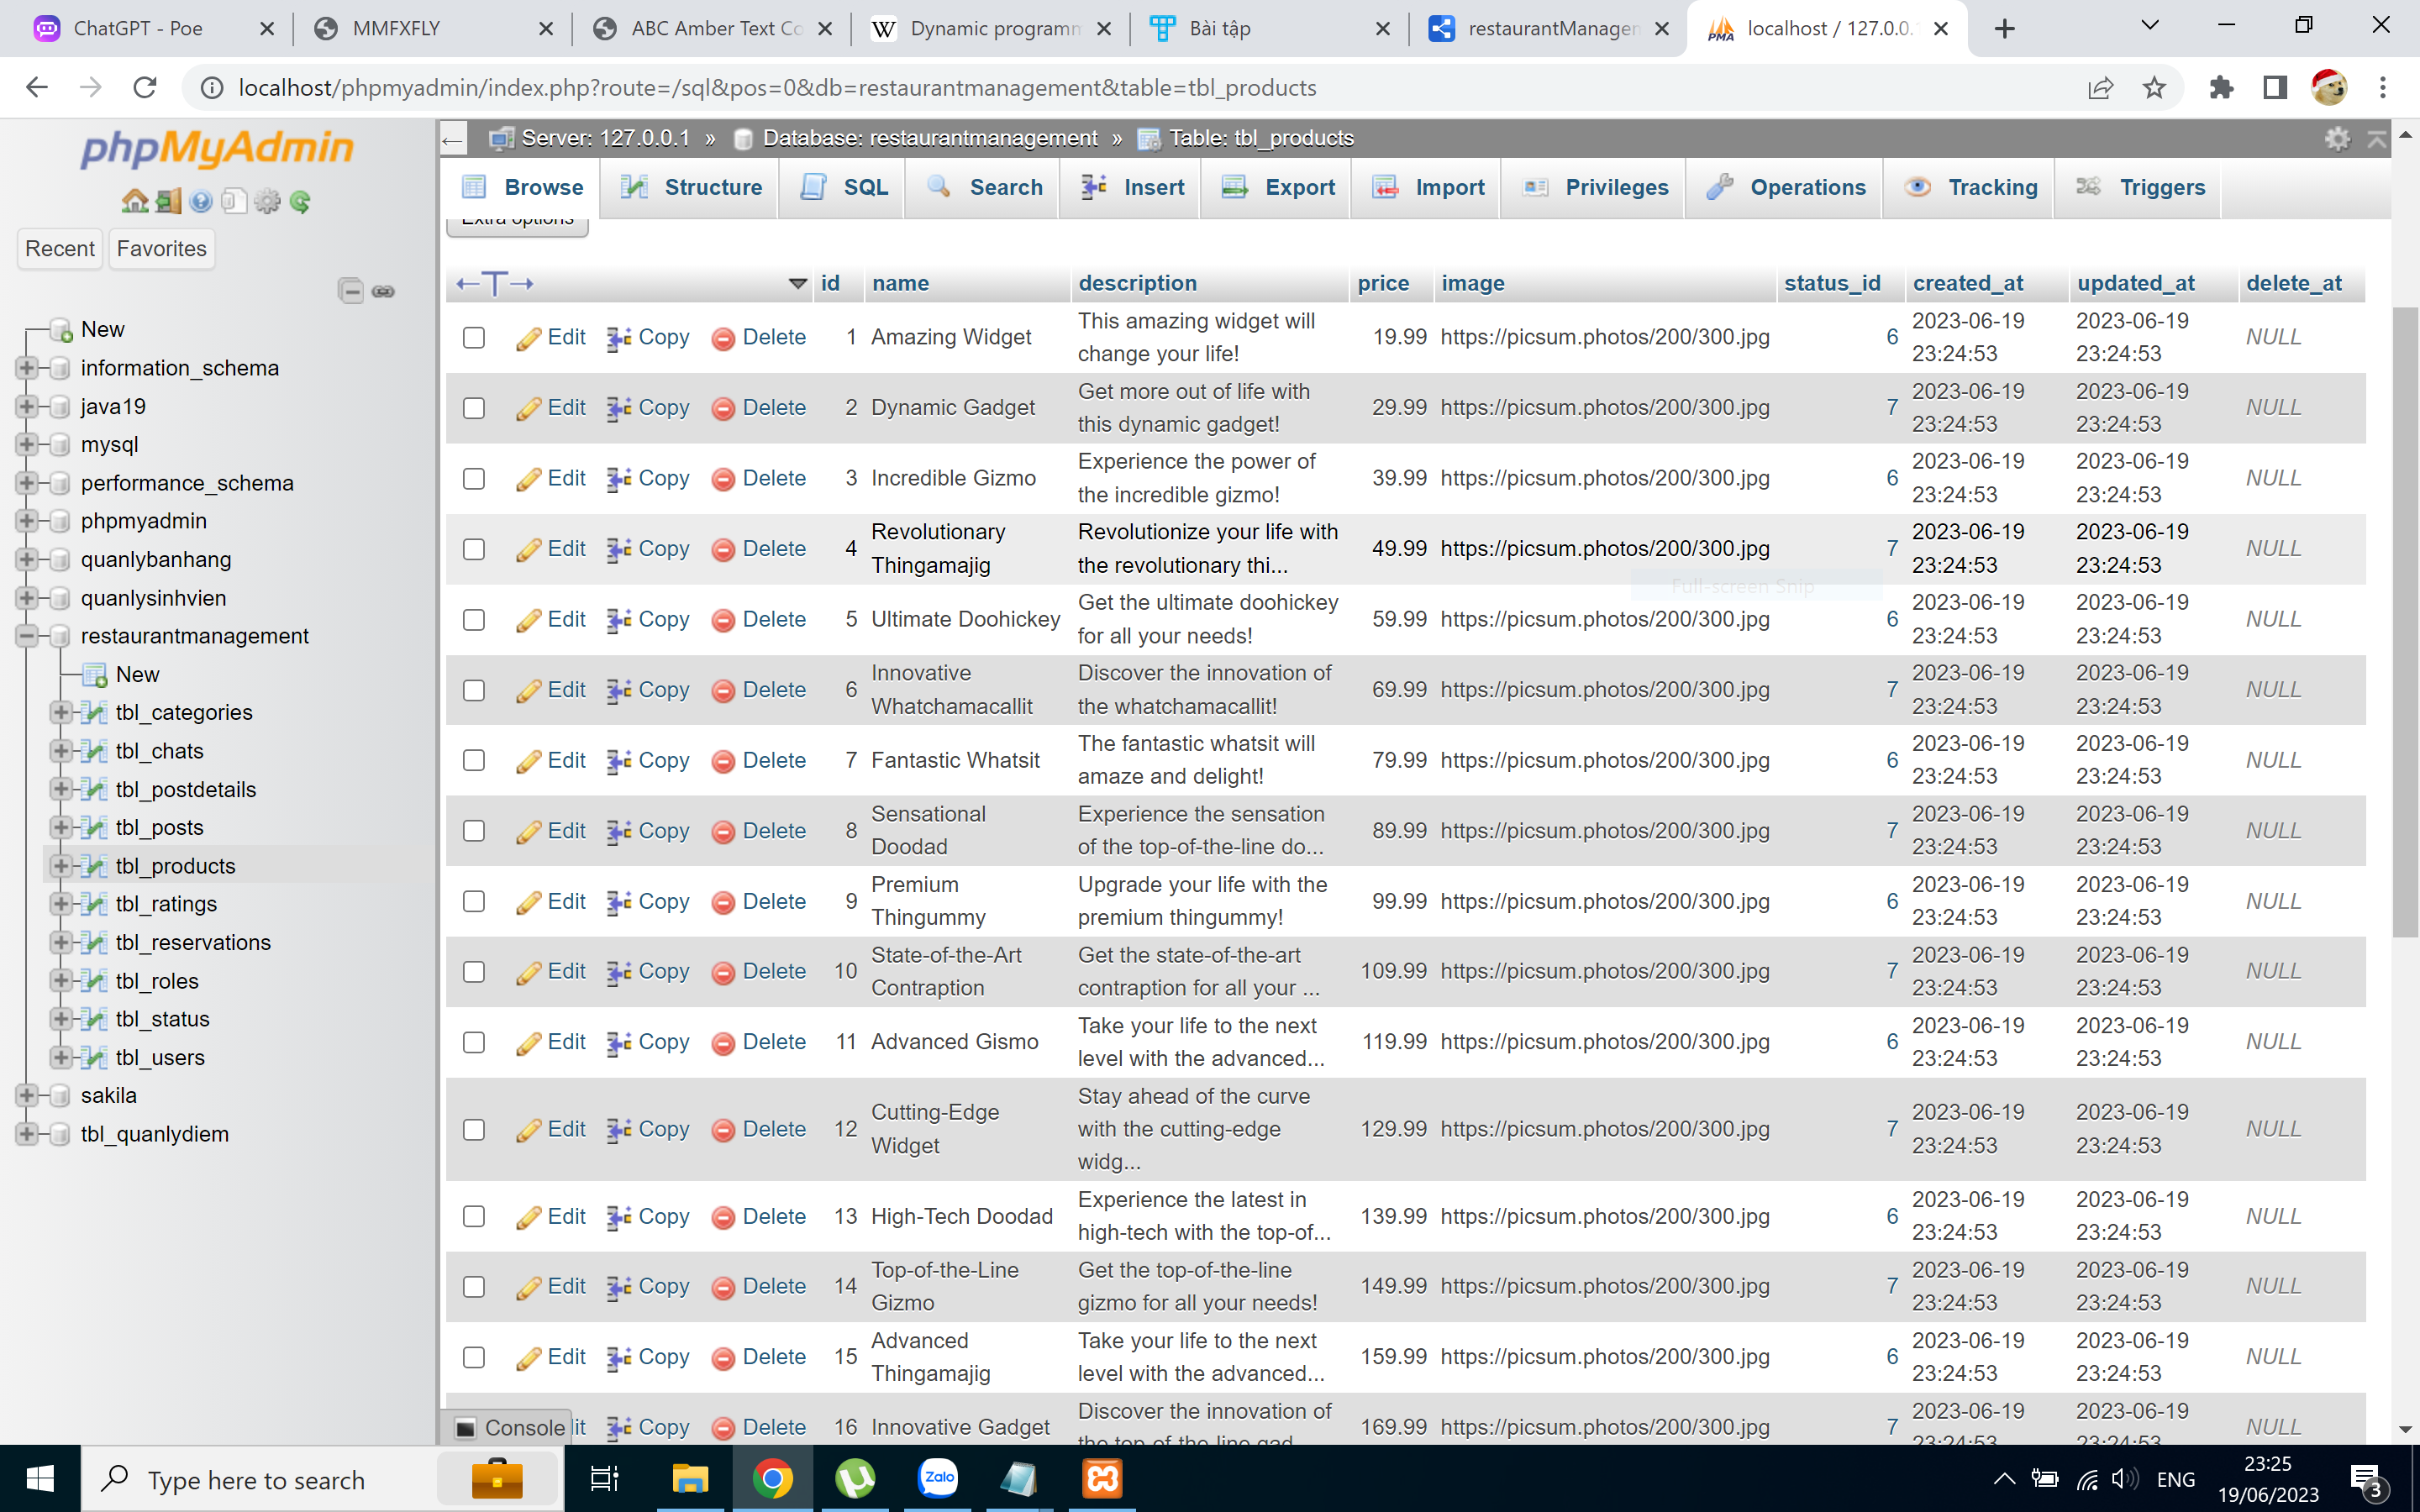 ChatGPT - Poe
MMFXFLY
ABC Amber Text Co
Dynamic programm
Bài tập
restaurantManagem
localhost / 127.0.0.1
localhost/phpmyadmin/index.php?route=/sql&pos=0&db=restaurantmanagement&table=tbl_products
phpMyAdmin
Recent Favorites
New
information_schema
java19
mysql
performance_schema
phpmyadmin
quanlybanhang
quanlysinhvien
restaurantmanagement
New
tbl_categories
tbl_chats
tbl_postdetails
tbl_posts
tbl_products
tbl_ratings
tbl_reservations
tbl_roles
tbl_status
tbl_users
sakila
tbl_quanlydiem
Server: 127.0.0.1 » Database: restaurantmanagement » Table: tbl_products
Browse Structure SQL Search Insert Export Import Privileges Operations Tracking Triggers
Extra options
←T→ id name description price image status_id created_at updated_at delete_at
Edit Copy Delete 1 Amazing Widget This amazing widget will change your life! 19.99 https://picsum.photos/200/300.jpg 6 2023-06-19 23:24:53 2023-06-19 23:24:53 NULL
Edit Copy Delete 2 Dynamic Gadget Get more out of life with this dynamic gadget! 29.99 https://picsum.photos/200/300.jpg 7 2023-06-19 23:24:53 2023-06-19 23:24:53 NULL
Edit Copy Delete 3 Incredible Gizmo Experience the power of the incredible gizmo! 39.99 https://picsum.photos/200/300.jpg 6 2023-06-19 23:24:53 2023-06-19 23:24:53 NULL
Edit Copy Delete 4 Revolutionary Thingamajig Revolutionize your life with the revolutionary thi... 49.99 https://picsum.photos/200/300.jpg 7 2023-06-19 23:24:53 2023-06-19 23:24:53 NULL
Full-screen Snip
Edit Copy Delete 5 Ultimate Doohickey Get the ultimate doohickey for all your needs! 59.99 https://picsum.photos/200/300.jpg 6 2023-06-19 23:24:53 2023-06-19 23:24:53 NULL
Edit Copy Delete 6 Innovative Whatchamacallit Discover the innovation of the whatchamacallit! 69.99 https://picsum.photos/200/300.jpg 7 2023-06-19 23:24:53 2023-06-19 23:24:53 NULL
Edit Copy Delete 7 Fantastic Whatsit The fantastic whatsit will amaze and delight! 79.99 https://picsum.photos/200/300.jpg 6 2023-06-19 23:24:53 2023-06-19 23:24:53 NULL
Edit Copy Delete 8 Sensational Doodad Experience the sensation of the top-of-the-line do... 89.99 https://picsum.photos/200/300.jpg 7 2023-06-19 23:24:53 2023-06-19 23:24:53 NULL
Edit Copy Delete 9 Premium Thingummy Upgrade your life with the premium thingummy! 99.99 https://picsum.photos/200/300.jpg 6 2023-06-19 23:24:53 2023-06-19 23:24:53 NULL
Edit Copy Delete 10 State-of-the-Art Contraption Get the state-of-the-art contraption for all your ... 109.99 https://picsum.photos/200/300.jpg 7 2023-06-19 23:24:53 2023-06-19 23:24:53 NULL
Edit Copy Delete 11 Advanced Gismo Take your life to the next level with the advanced... 119.99 https://picsum.photos/200/300.jpg 6 2023-06-19 23:24:53 2023-06-19 23:24:53 NULL
Edit Copy Delete 12 Cutting-Edge Widget Stay ahead of the curve with the cutting-edge widg... 129.99 https://picsum.photos/200/300.jpg 7 2023-06-19 23:24:53 2023-06-19 23:24:53 NULL
Edit Copy Delete 13 High-Tech Doodad Experience the latest in high-tech with the top-of... 139.99 https://picsum.photos/200/300.jpg 6 2023-06-19 23:24:53 2023-06-19 23:24:53 NULL
Edit Copy Delete 14 Top-of-the-Line Gizmo Get the top-of-the-line gizmo for all your needs! 149.99 https://picsum.photos/200/300.jpg 7 2023-06-19 23:24:53 2023-06-19 23:24:53 NULL
Edit Copy Delete 15 Advanced Thingamajig Take your life to the next level with the advanced... 159.99 https://picsum.photos/200/300.jpg 6 2023-06-19 23:24:53 2023-06-19 23:24:53 NULL
Console it Copy Delete 16 Innovative Gadget Discover the innovation of the top-of-the-line gad 169.99 https://picsum.photos/200/300.jpg 7 2023-06-19 23:24:53 2023-06-19 23:24:53 NULL
Type here to search
Zalo
ENG
23:25
19/06/2023
3